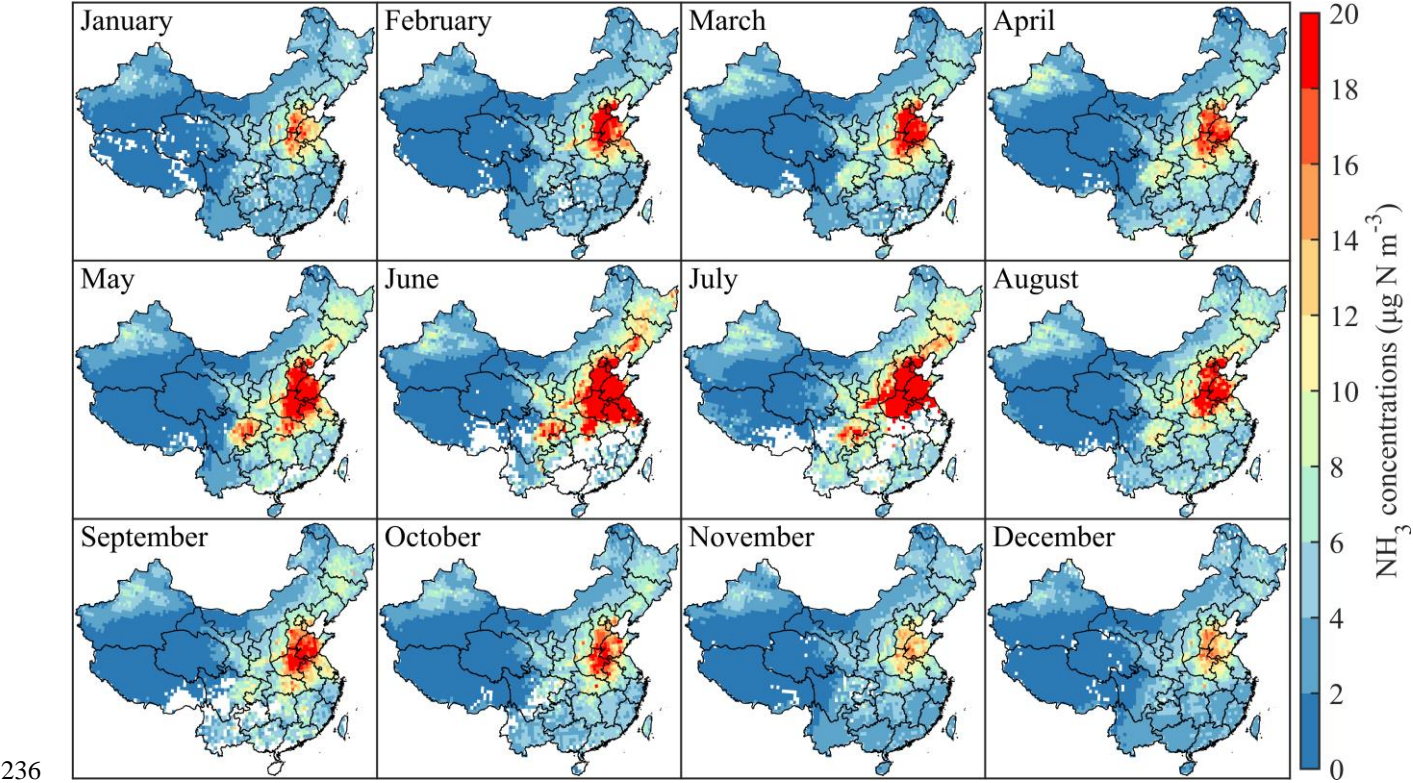 January
February
March
April
May
June
July
August
September
October
November
December
20
18
16
14
12
10
8
6
4
2
0
NH₃ concentrations (μg N m⁻³)
236